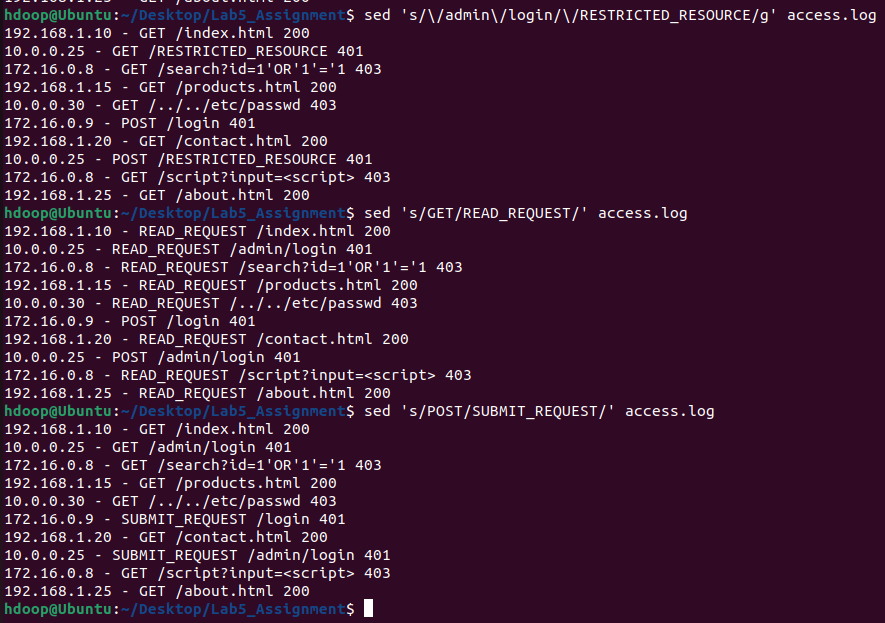 192.168.1.25 - GET /about.html 200
hdoop@Ubuntu:~/Desktop/Lab5_Assignment$ sed 's/\/admin\/login/\/RESTRICTED_RESOURCE/g' access.log
192.168.1.10 - GET /index.html 200
10.0.0.25 - GET /RESTRICTED_RESOURCE 401
172.16.0.8 - GET /search?id=1'OR'1'='1 403
192.168.1.15 - GET /products.html 200
10.0.0.30 - GET /../../etc/passwd 403
172.16.0.9 - POST /login 401
192.168.1.20 - GET /contact.html 200
10.0.0.25 - POST /RESTRICTED_RESOURCE 401
172.16.0.8 - GET /script?input=<script> 403
192.168.1.25 - GET /about.html 200
hdoop@Ubuntu:~/Desktop/Lab5_Assignment$ sed 's/GET/READ_REQUEST/' access.log
192.168.1.10 - READ_REQUEST /index.html 200
10.0.0.25 - READ_REQUEST /admin/login 401
172.16.0.8 - READ_REQUEST /search?id=1'OR'1'='1 403
192.168.1.15 - READ_REQUEST /products.html 200
10.0.0.30 - READ_REQUEST /../../etc/passwd 403
172.16.0.9 - POST /login 401
192.168.1.20 - READ_REQUEST /contact.html 200
10.0.0.25 - POST /admin/login 401
172.16.0.8 - READ_REQUEST /script?input=<script> 403
192.168.1.25 - READ_REQUEST /about.html 200
hdoop@Ubuntu:~/Desktop/Lab5_Assignment$ sed 's/POST/SUBMIT_REQUEST/' access.log
192.168.1.10 - GET /index.html 200
10.0.0.25 - GET /admin/login 401
172.16.0.8 - GET /search?id=1'OR'1'='1 403
192.168.1.15 - GET /products.html 200
10.0.0.30 - GET /../../etc/passwd 403
172.16.0.9 - SUBMIT_REQUEST /login 401
192.168.1.20 - GET /contact.html 200
10.0.0.25 - SUBMIT_REQUEST /admin/login 401
172.16.0.8 - GET /script?input=<script> 403
192.168.1.25 - GET /about.html 200
hdoop@Ubuntu:~/Desktop/Lab5_Assignment$